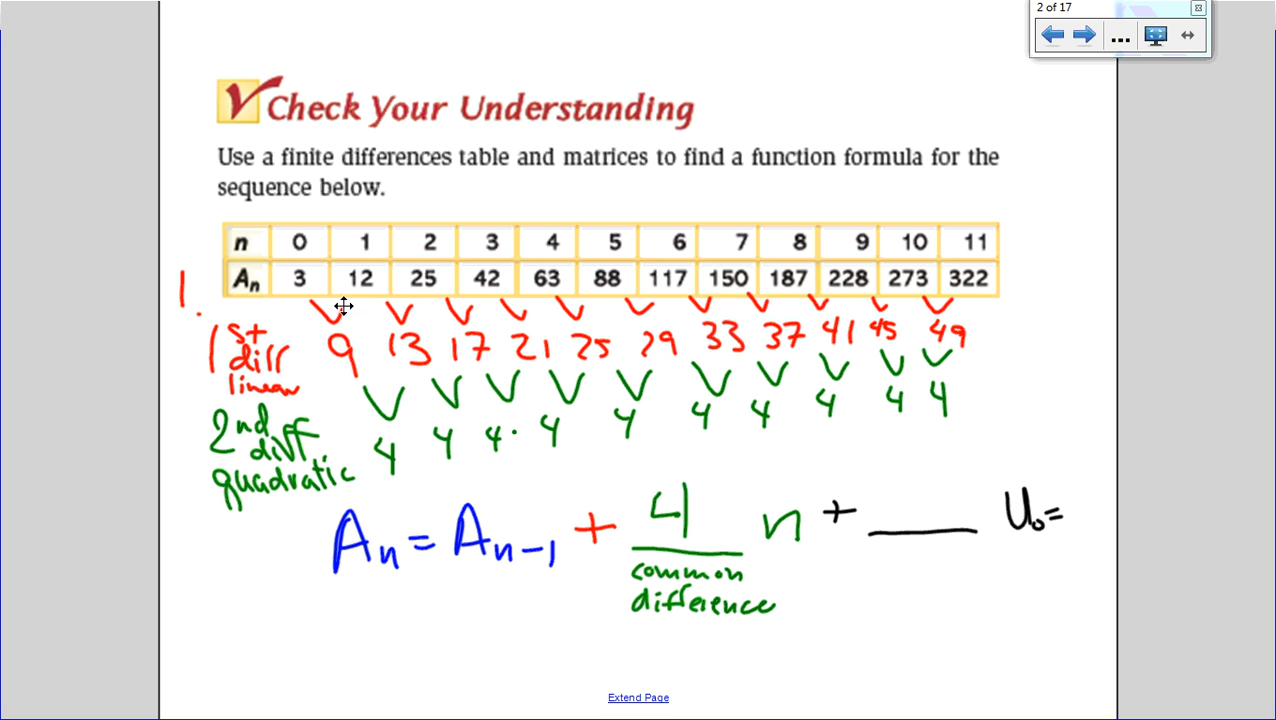 2 of 17
...
Check Your Understanding
Use a finite differences table and matrices to find a function formula for the
sequence below.
n 0 1 2 3 4 5 6 7 8 9 10 11
An 3 12 25 42 63 88 117 150 187 228 273 322
1.
1st diff linear
9 13 17 21 25 29 33 37 41 45 49
2nd diff quadratic
4 4 4 4 4 4 4 4 4 4
An = An-1 + 4 n + ____ U0=
common
difference
Extend Page